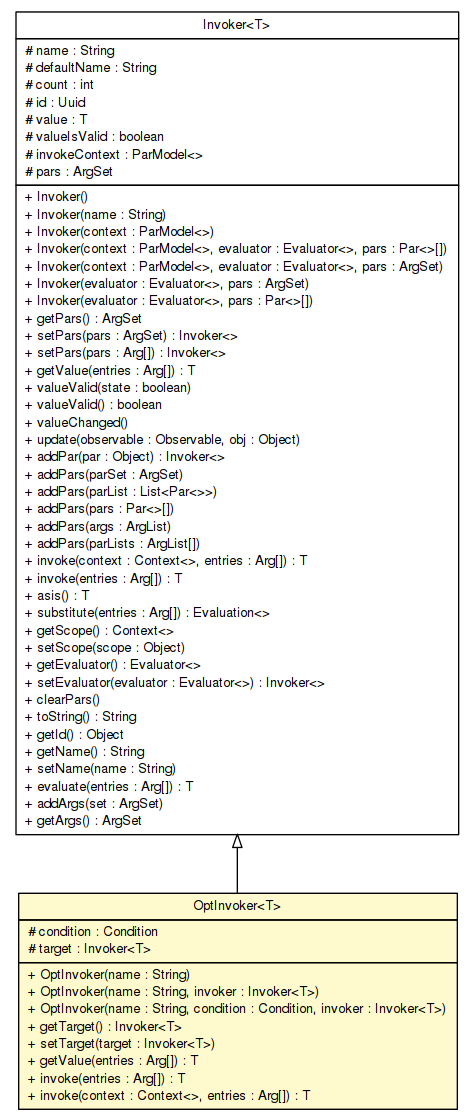 Invoker<T>
# name : String
# defaultName : String
# count : int
# id : Uuid
# value : T
# valueIsValid : boolean
# invokeContext : ParModel<>
# pars : ArgSet
+ Invoker()
+ Invoker(name : String)
+ Invoker(context : ParModel<>)
+ Invoker(context : ParModel<>, evaluator : Evaluator<>, pars : Par<>[])
+ Invoker(context : ParModel<>, evaluator : Evaluator<>, pars : ArgSet)
+ Invoker(evaluator : Evaluator<>, pars : ArgSet)
+ Invoker(evaluator : Evaluator<>, pars : Par<>[])
+ getPars() : ArgSet
+ setPars(pars : ArgSet) : Invoker<>
+ setPars(pars : Arg[]) : Invoker<>
+ getValue(entries : Arg[]) : T
+ valueValid(state : boolean)
+ valueValid() : boolean
+ valueChanged()
+ update(observable : Observable, obj : Object)
+ addPar(par : Object) : Invoker<>
+ addPars(parSet : ArgSet)
+ addPars(parList : List<Par<>>)
+ addPars(pars : Par<>[])
+ addPars(args : ArgList)
+ addPars(parLists : ArgList[])
+ invoke(context : Context<>, entries : Arg[]) : T
+ invoke(entries : Arg[]) : T
+ asis() : T
+ substitute(entries : Arg[]) : Evaluation<>
+ getScope() : Context<>
+ setScope(scope : Object)
+ getEvaluator() : Evaluator<>
+ setEvaluator(evaluator : Evaluator<>) : Invoker<>
+ clearPars()
+ toString() : String
+ getId() : Object
+ getName() : String
+ setName(name : String)
+ evaluate(entries : Arg[]) : T
+ addArgs(set : ArgSet)
+ getArgs() : ArgSet
OptInvoker<T>
# condition : Condition
# target : Invoker<T>
+ OptInvoker(name : String)
+ OptInvoker(name : String, invoker : Invoker<T>)
+ OptInvoker(name : String, condition : Condition, invoker : Invoker<T>)
+ getTarget() : Invoker<T>
+ setTarget(target : Invoker<T>)
+ getValue(entries : Arg[]) : T
+ invoke(entries : Arg[]) : T
+ invoke(context : Context<>, entries : Arg[]) : T